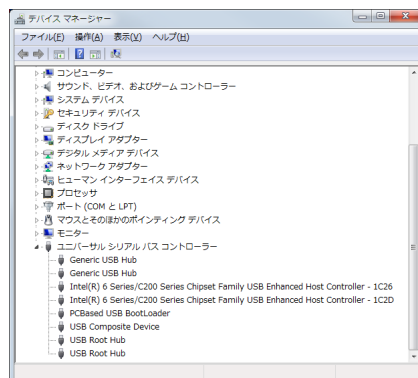 デバイス マネージャー
ファイル(F) 操作(A) 表示(V) ヘルプ(H)
コンピューター
サウンド、ビデオ、およびゲーム コントローラー
システム デバイス
セキュリティ デバイス
ディスク ドライブ
ディスプレイ アダプター
デジタル メディア デバイス
ネットワーク アダプター
ヒューマン インターフェイス デバイス
プロセッサ
ポート (COM と LPT)
マウスとそのほかのポインティング デバイス
モニター
ユニバーサル シリアル バス コントローラー
Generic USB Hub
Generic USB Hub
Intel(R) 6 Series/C200 Series Chipset Family USB Enhanced Host Controller - 1C26
Intel(R) 6 Series/C200 Series Chipset Family USB Enhanced Host Controller - 1C2D
PCBased USB BootLoader
USB Composite Device
USB Root Hub
USB Root Hub